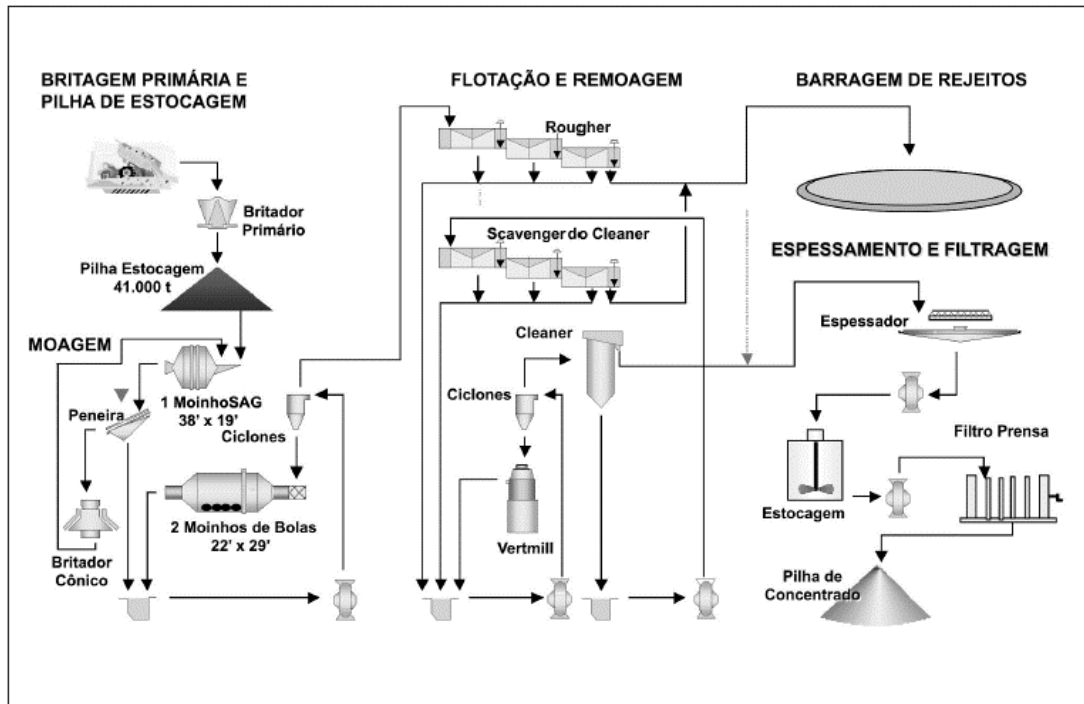 BRITAGEM PRIMÁRIA E
PILHA DE ESTOCAGEM
Britador
Primário
Pilha Estocagem
41.000 t
MOAGEM
1 MoinhoSAG
38' x 19'
Peneira
Ciclones
2 Moinhos de Bolas
22' x 29'
Britador
Cônico
FLOTAÇÃO E REMOAGEM
Rougher
Scavengerdo Cleaner
Cleaner
Ciclones
Vertmill
BARRAGEM DE REJEITOS
ESPESSAMENTO E FILTRAGEM
Espessador
Filtro Prensa
Estocagem
Pilha de
Concentrado